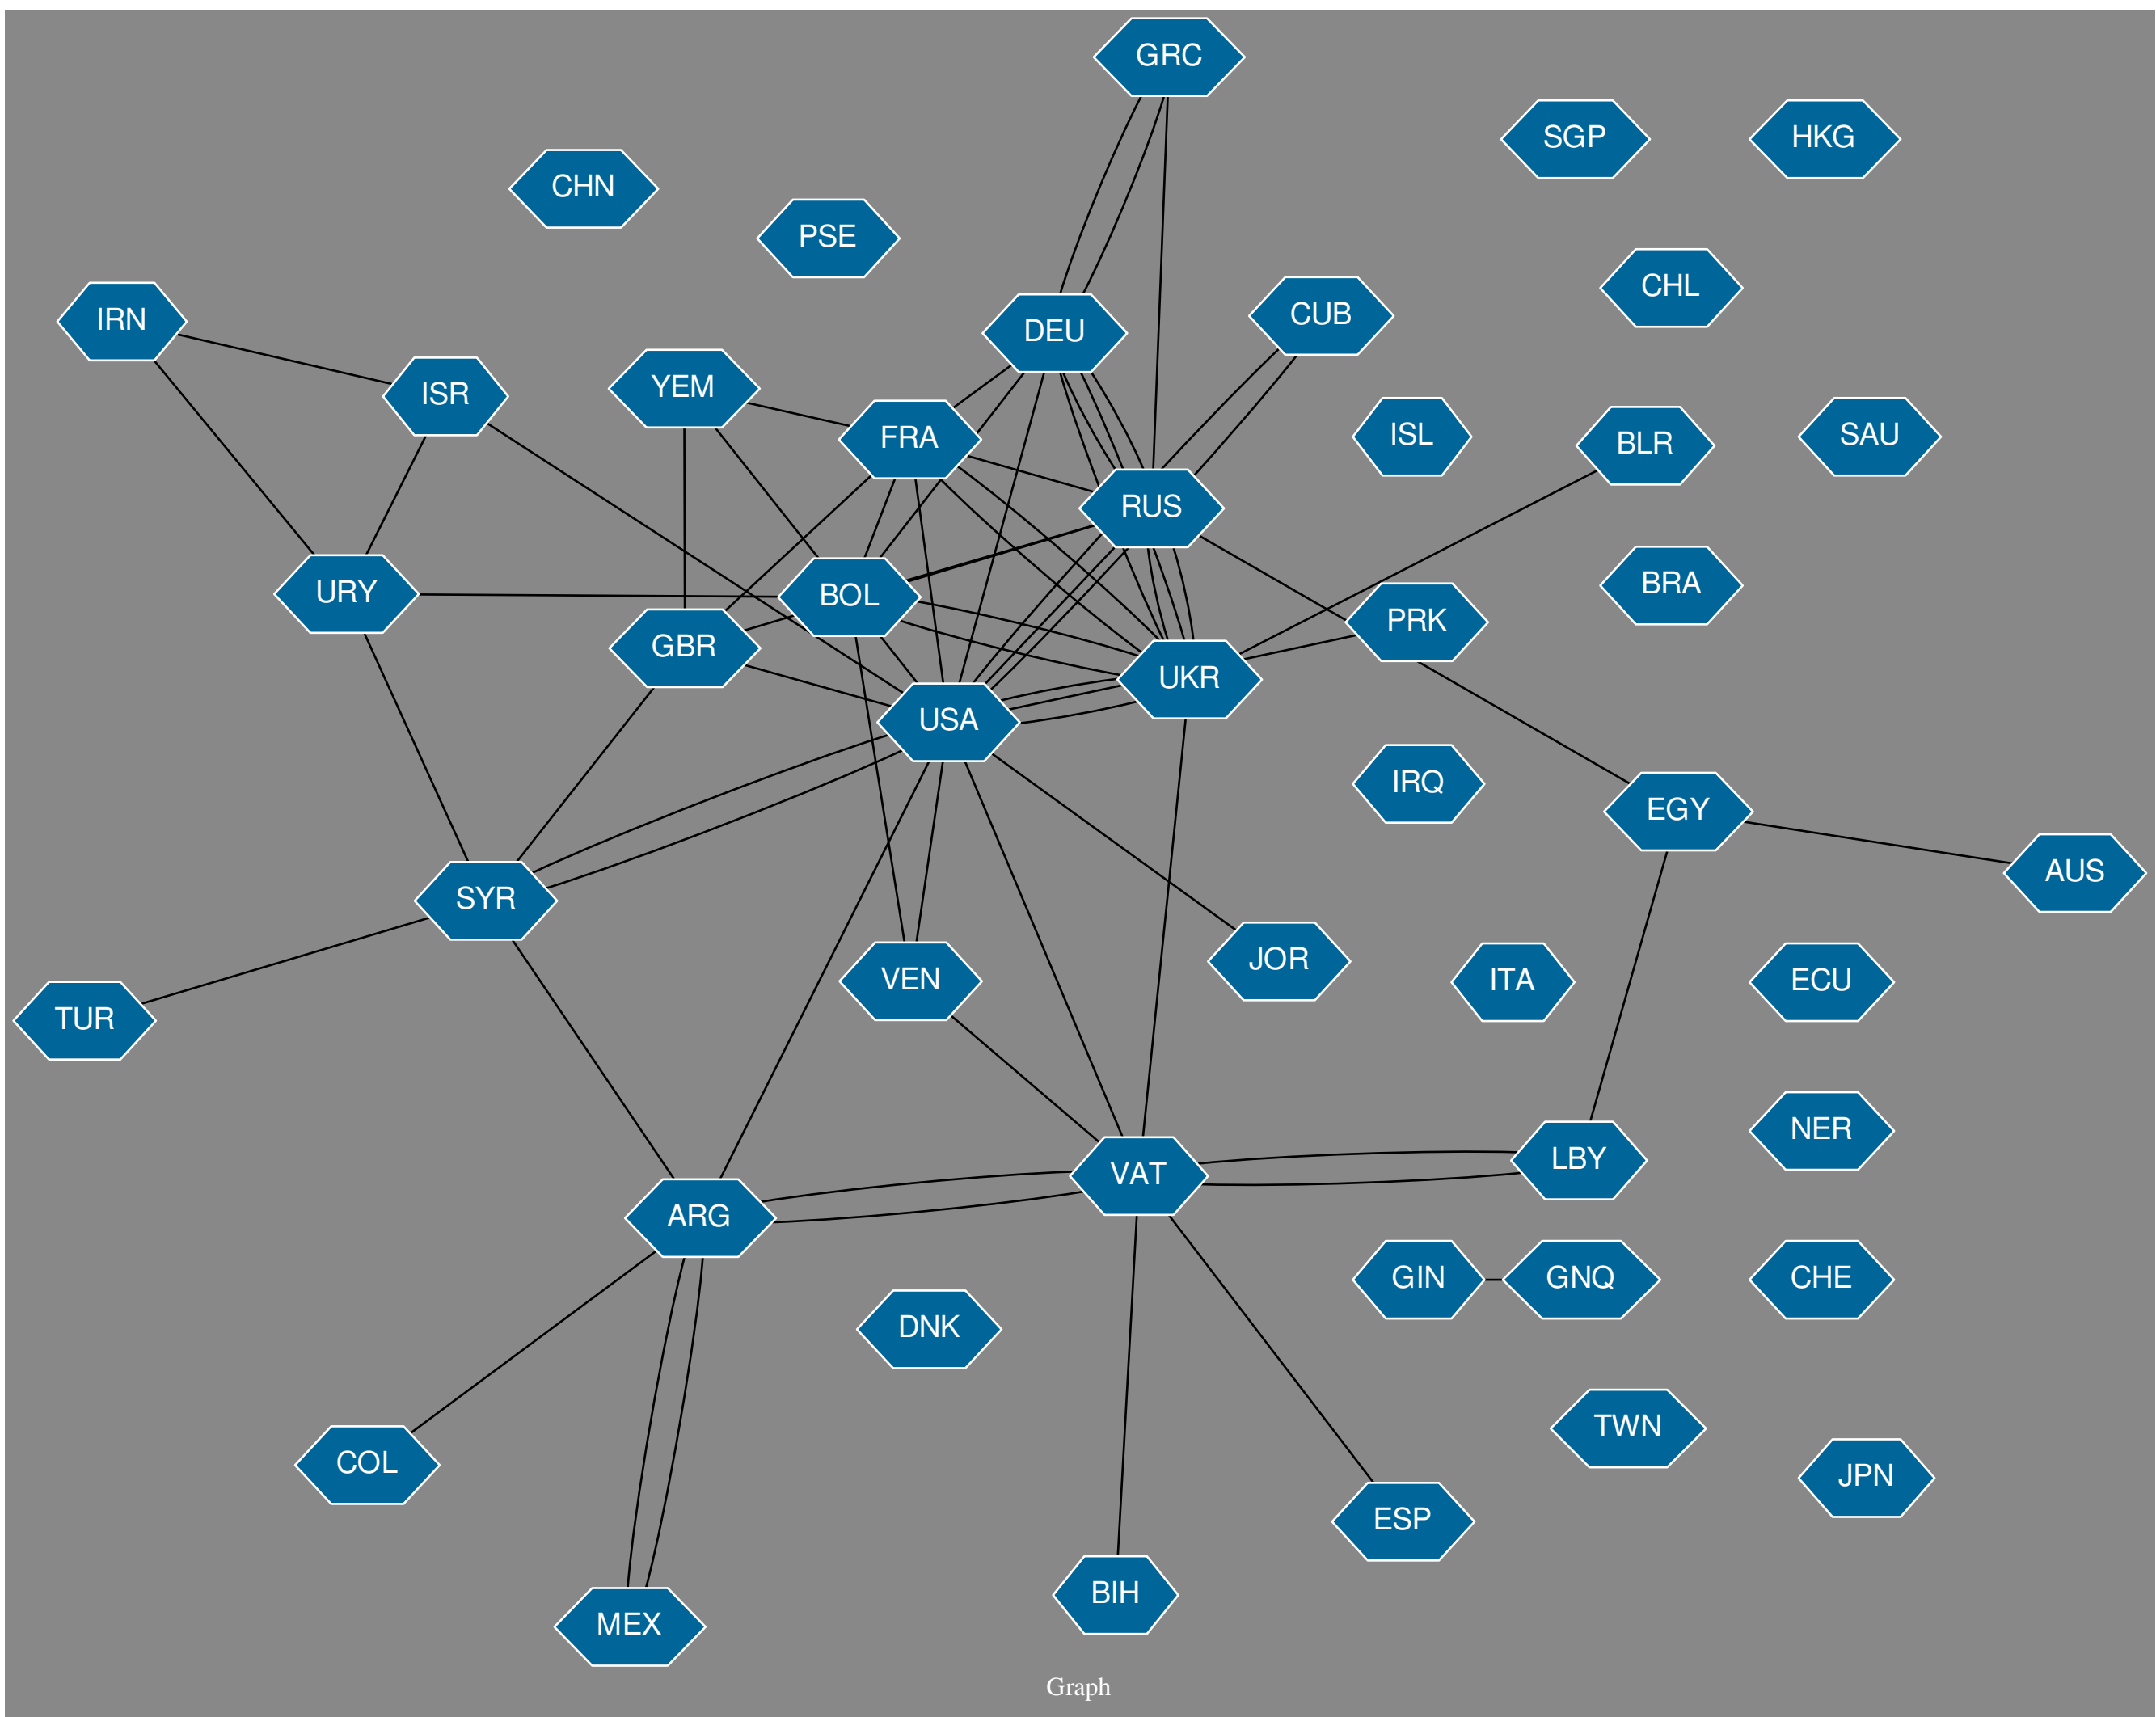 GRC
SGP
HKG
CHN
PSE
CHL
CUB
IRN
DEU
ISR
YEM
FRA
ISL
BLR
SAU
RUS
BRA
URY
BOL
PRK
GBR
UKR
USA
IRQ
EGY
AUS
SYR
JOR
VEN
ITA
ECU
TUR
NER
LBY
VAT
ARG
GIN
GNQ
CHE
DNK
TWN
COL
JPN
ESP
BIH
MEX
Graph